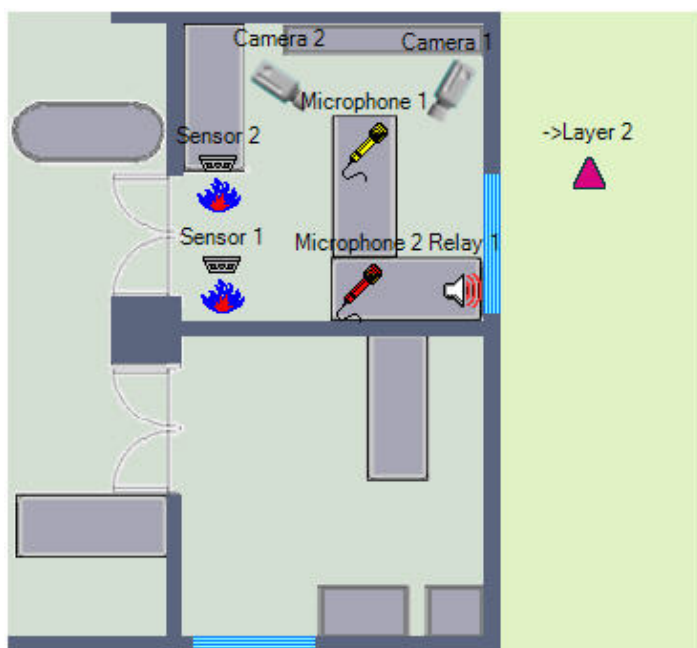 Camera 2
Camera 1
Microphone 1
Sensor 2
->Layer 2
Sensor 1
Microphone 2
Relay 1